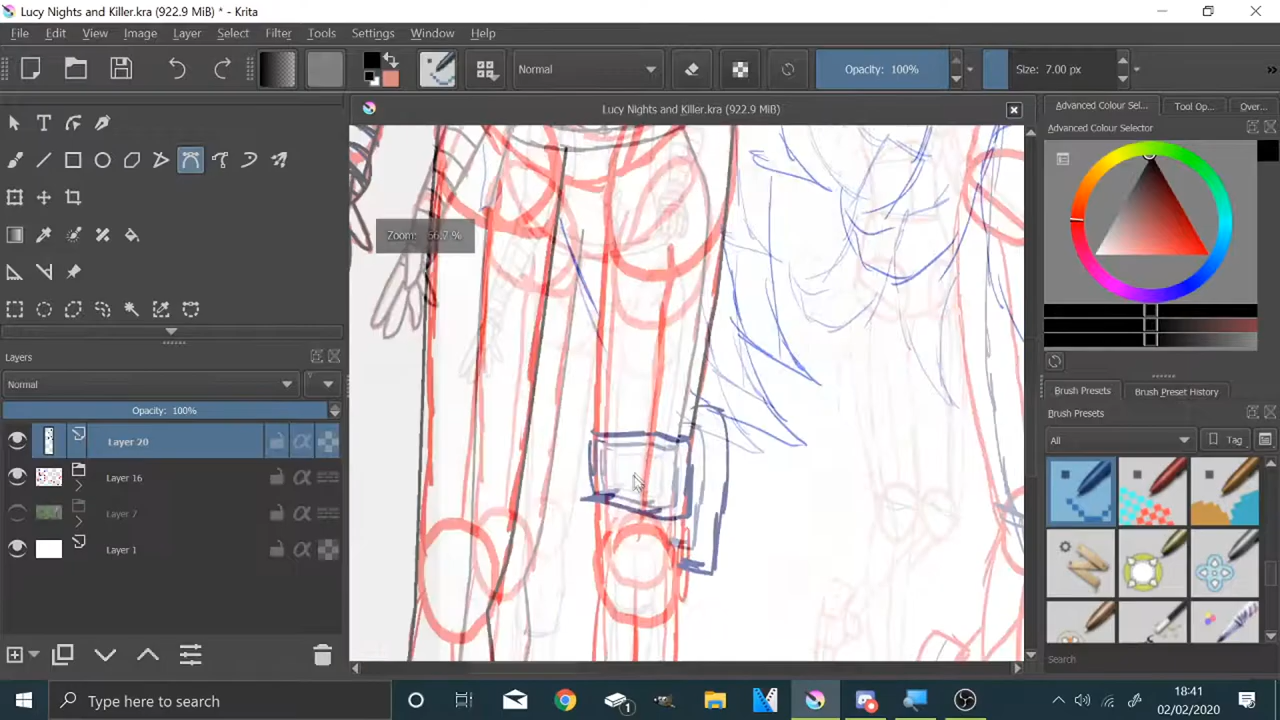 Lucy Nights and Killer.kra (922.9 MiB) * - Krita
File Edit View Image Layer Select Filter Tools Settings Window Help
Normal
Opacity: 100%
Size: 7.00 px
»
Lucy Nights and Killer.kra (922.9 MiB)
Advanced Colour Sel...
Tool Op...
Over...
Advanced Colour Selector
Zoom: 66.7 %
Layers
Normal
Opacity: 100%
Layer 20
Layer 16
Layer 7
Layer 1
Brush Presets
Brush Preset History
Brush Presets
All
Tag
Search
Type here to search
1
18:41
02/02/2020